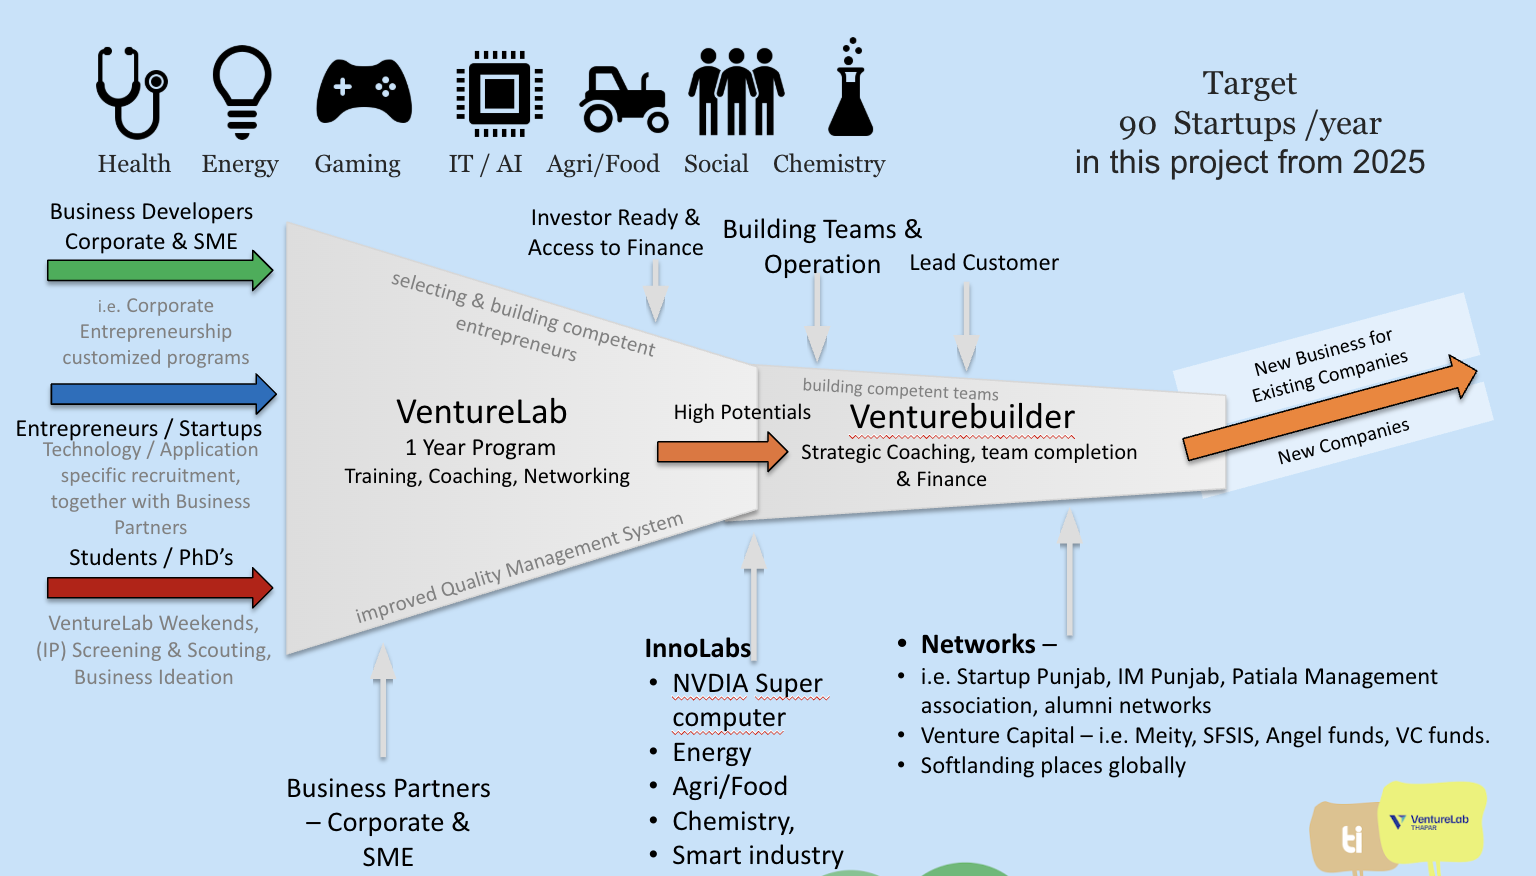 Health Energy Gaming IT / AI Agri/Food Social Chemistry
Target
90 Startups /year
in this project from 2025
Business Developers
Corporate & SME
i.e. Corporate
Entrepreneurship
customized programs
Entrepreneurs / Startups
Technology / Application
specific recruitment,
together with Business
Partners
Students / PhD’s
VentureLab Weekends,
(IP) Screening & Scouting,
Business Ideation
selecting & building competent
entrepreneurs
VentureLab
1 Year Program
Training, Coaching, Networking
improved Quality Management System
Investor Ready &
Access to Finance
Building Teams &
Operation
Lead Customer
High Potentials
building competent teams
Venturebuilder
Strategic Coaching, team completion
& Finance
New Business for
Existing Companies
New Companies
Business Partners
– Corporate &
SME
InnoLabs
• NVDIA Super
computer
• Energy
• Agri/Food
• Chemistry,
• Smart industry
• Networks –
• i.e. Startup Punjab, IM Punjab, Patiala Management
association, alumni networks
• Venture Capital – i.e. Meity, SFSIS, Angel funds, VC funds.
• Softlanding places globally
ti
VentureLab
THAPAR